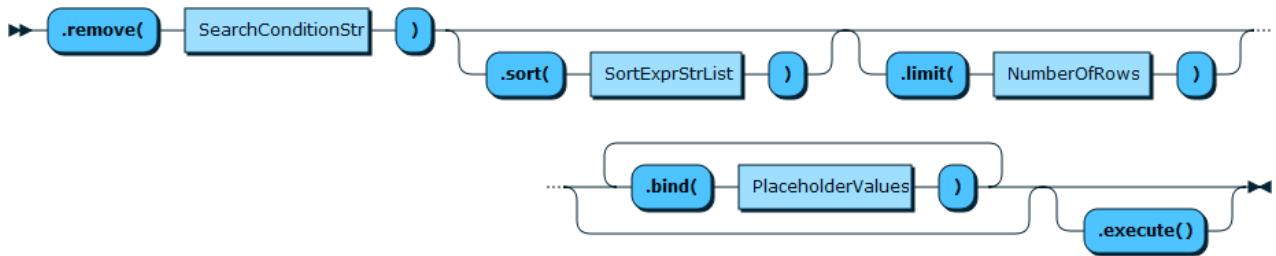 .remove( SearchConditionStr )
.sort( SortExprStrList ) .limit( NumberOfRows )
.bind( PlaceholderValues )
.execute()